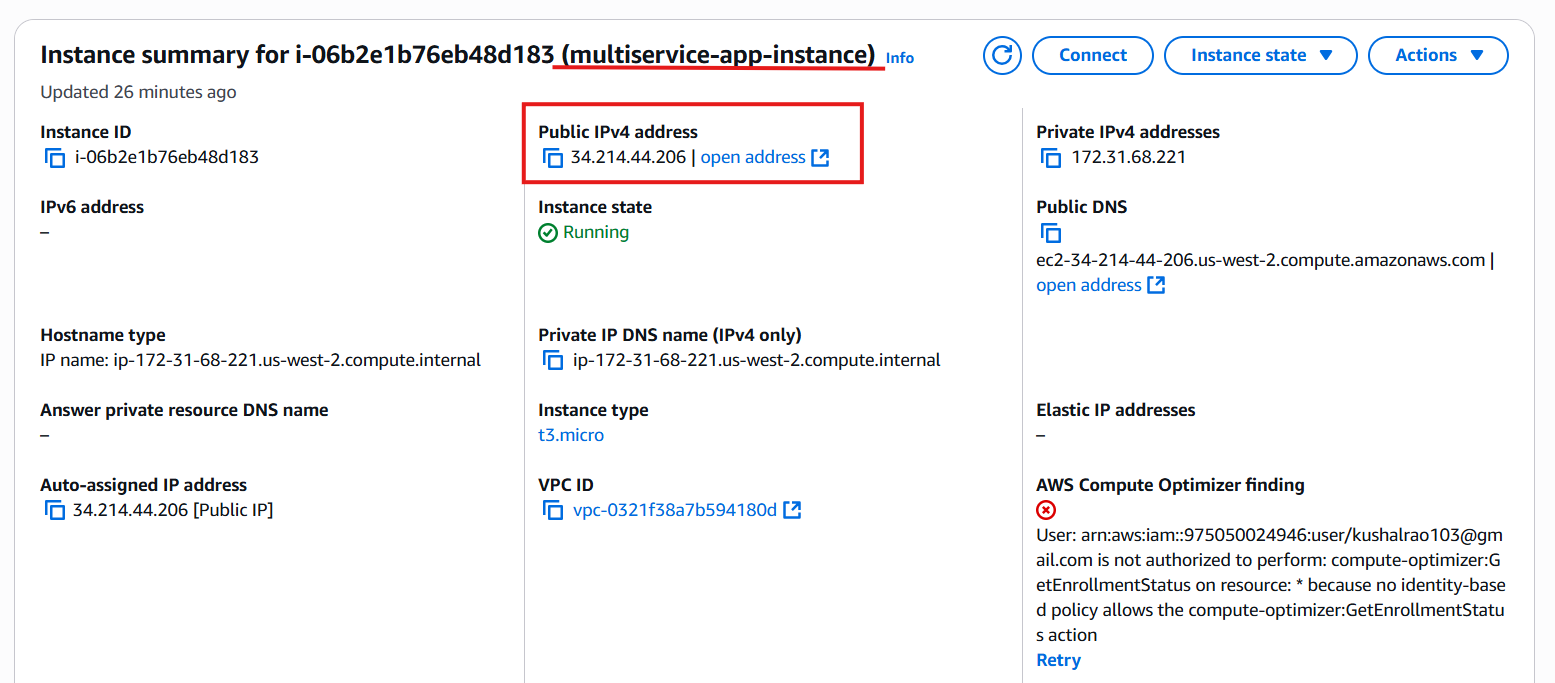 Instance summary for i-06b2e1b76eb48d183 (multiservice-app-instance) Info
Connect
Instance state
Actions
Updated 26 minutes ago
Instance ID
i-06b2e1b76eb48d183
Public IPv4 address
34.214.44.206 | open address
Private IPv4 addresses
172.31.68.221
IPv6 address
–
Instance state
Running
Public DNS
ec2-34-214-44-206.us-west-2.compute.amazonaws.com |
open address
Hostname type
IP name: ip-172-31-68-221.us-west-2.compute.internal
Private IP DNS name (IPv4 only)
ip-172-31-68-221.us-west-2.compute.internal
Answer private resource DNS name
–
Instance type
t3.micro
Elastic IP addresses
–
Auto-assigned IP address
34.214.44.206 [Public IP]
VPC ID
vpc-0321f38a7b594180d
AWS Compute Optimizer finding
User: arn:aws:iam::975050024946:user/kushalrao103@gm
ail.com is not authorized to perform: compute-optimizer:G
etEnrollmentStatus on resource: * because no identity-base
d policy allows the compute-optimizer:GetEnrollmentStatu
s action
Retry